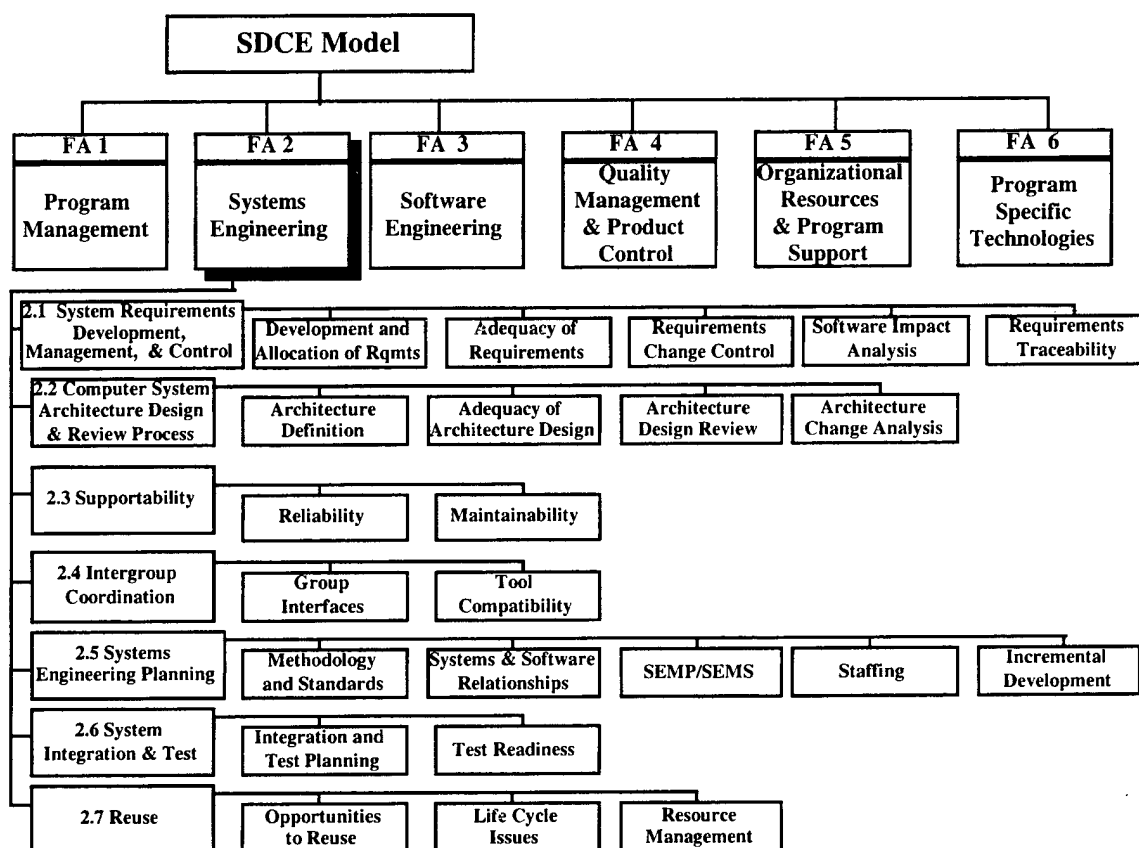 SDCE Model
FA 1
Program
Management
FA 2
Systems
Engineering
FA 3
Software
Engineering
FA 4
Quality
Management
& Product
Control
FA 5
Organizational
Resources
& Program
Support
FA 6
Program
Specific
Technologies
2.1 System Requirements
Development,
Management, & Control
Development and
Allocation of Rqmts
Adequacy of
Requirements
Requirements
Change Control
Software Impact
Analysis
Requirements
Traceability
2.2 Computer System
Architecture Design
& Review Process
Architecture
Definition
Adequacy of
Architecture Design
Architecture
Design Review
Architecture
Change Analysis
2.3 Supportability
Reliability
Maintainability
2.4 Intergroup
Coordination
Group
Interfaces
Tool
Compatibility
2.5 Systems
Engineering Planning
Methodology
and Standards
Systems & Software
Relationships
SEMP/SEMS
Staffing
Incremental
Development
2.6 System
Integration & Test
Integration and
Test Planning
Test Readiness
2.7 Reuse
Opportunities
to Reuse
Life Cycle
Issues
Resource
Management